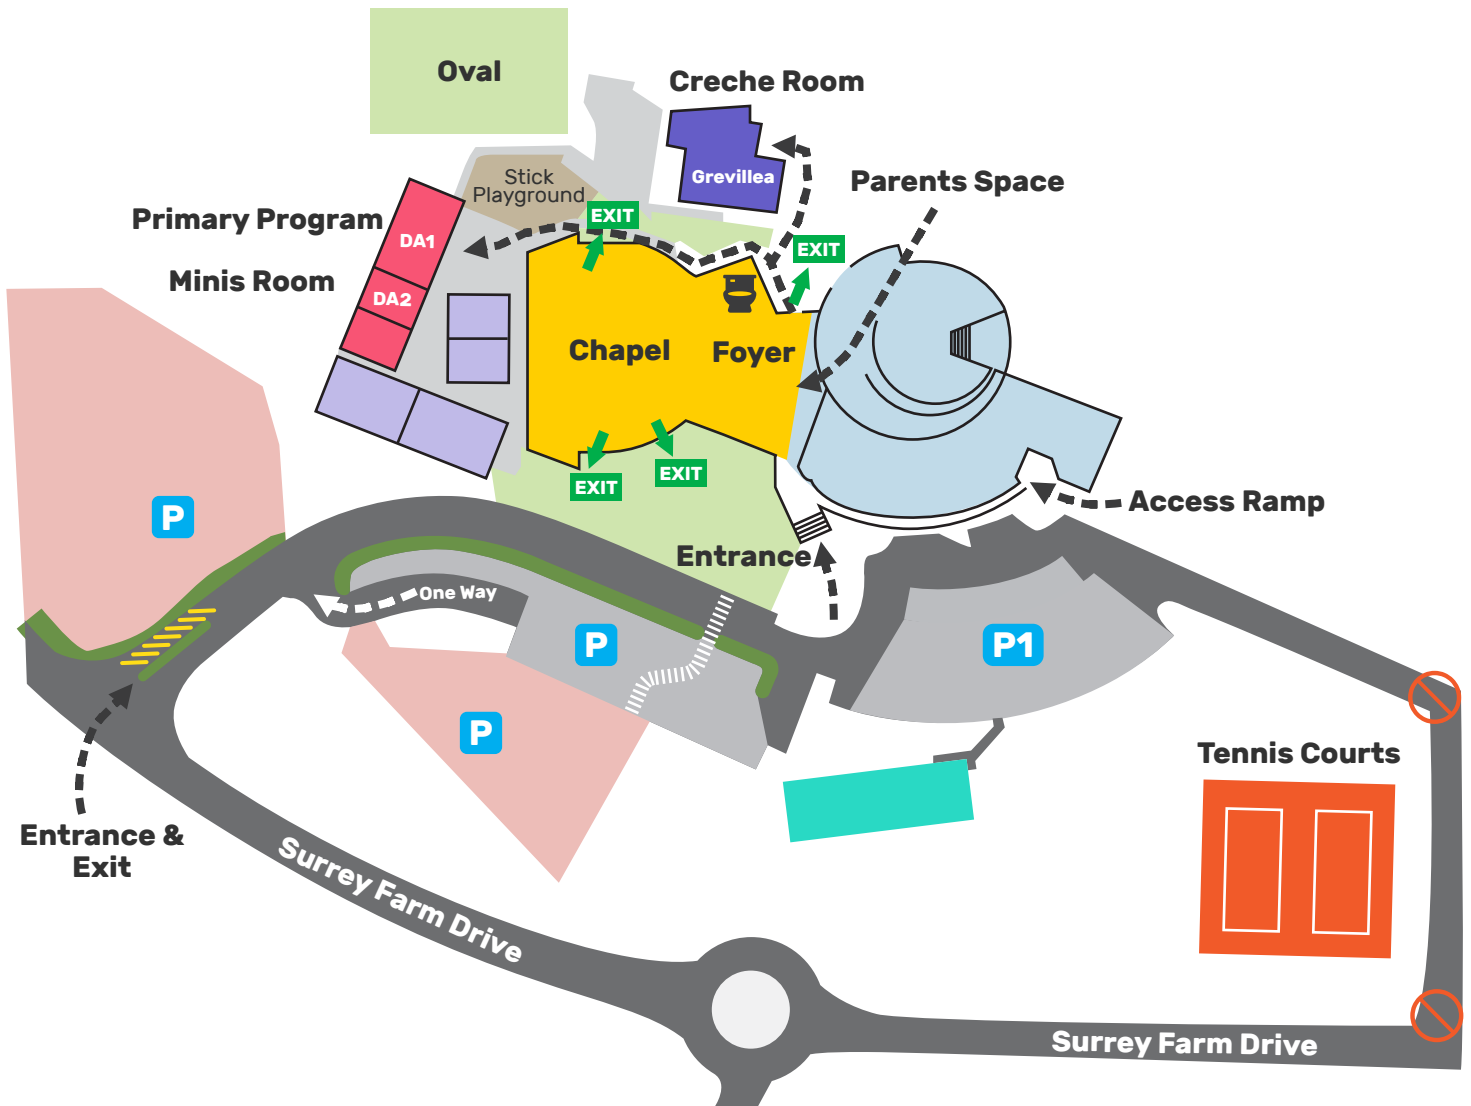 Oval
Creche Room
Grevillea
Stick
Playground
Parents Space
Primary Program
DA1
EXIT
EXIT
Minis Room
DA2
Chapel
Foyer
EXIT
EXIT
Access Ramp
P
Entrance
One Way
P
P1
P
Tennis Courts
Entrance &
Exit
Surrey Farm Drive
Surrey Farm Drive